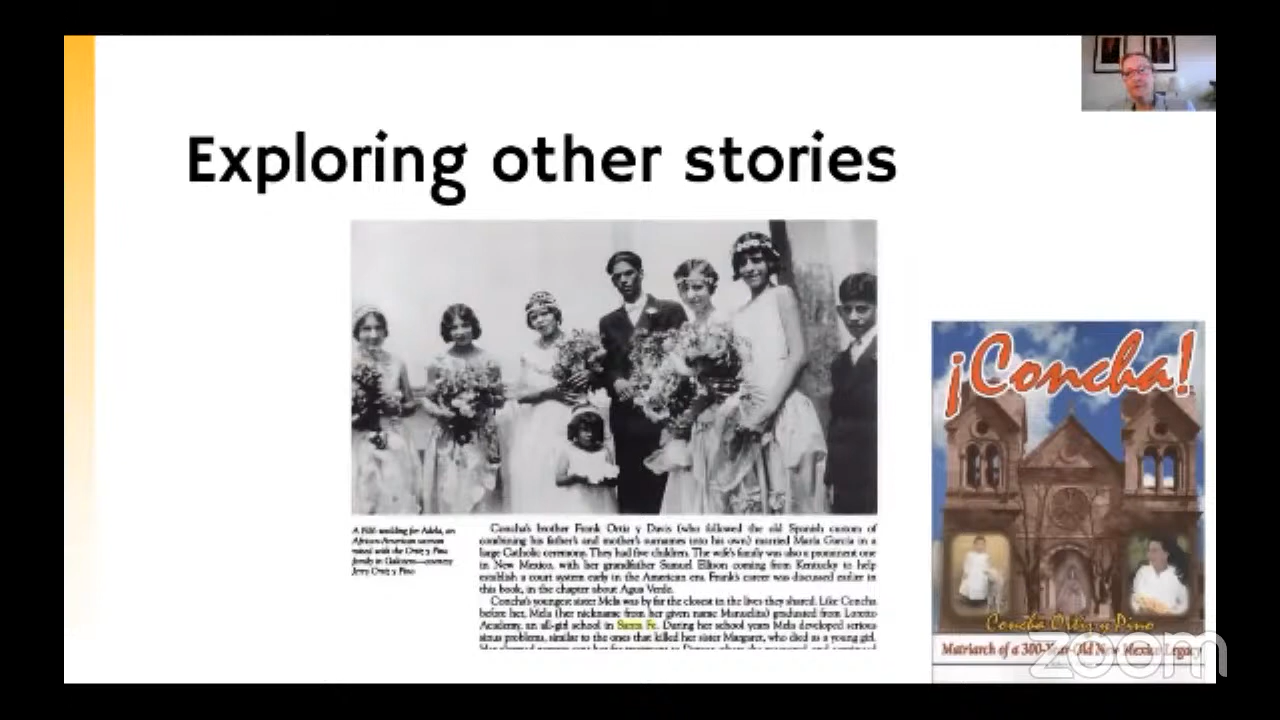 Exploring other stories
¡Concha!
A 1926 wedding for Adela, an
African-American woman
raised with the Ortiz y Pino
family in Galisteo—courtesy
Jerry Ortiz y Pino
Concha's brother Frank Ortiz y Davis (who followed the old Spanish custom of
combining his father's and mother's surnames into his own) married Maria Garcia in a
large Catholic ceremony. They had five children. The wife's family was also a prominent one
in New Mexico, with her grandfather Samuel Ellison coming from Kentucky to help
establish a court system early in the American era. Frank's career was discussed earlier in
this book, in the chapter about Agua Verde.
Concha's youngest sister Mela was by far the closest in the lives they shared. Like Concha
before her, Mela (her nickname from her given name Manuelita) graduated from Loretto
Academy, an all-girl school in Santa Fe. During her school years Mela developed serious
sinus problems, similar to the ones that killed her sister Margaret, who died as a young girl.
Concha Ortiz y Pino
Matriarch of a 300-Year-Old New Mexico Legacy
zoom